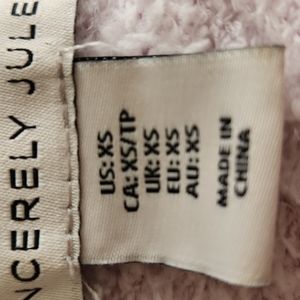 NCERELY JULE
US: XS
CA: XS/TP
UK: XS
EU: XS
AU: XS
MADE IN
CHINA